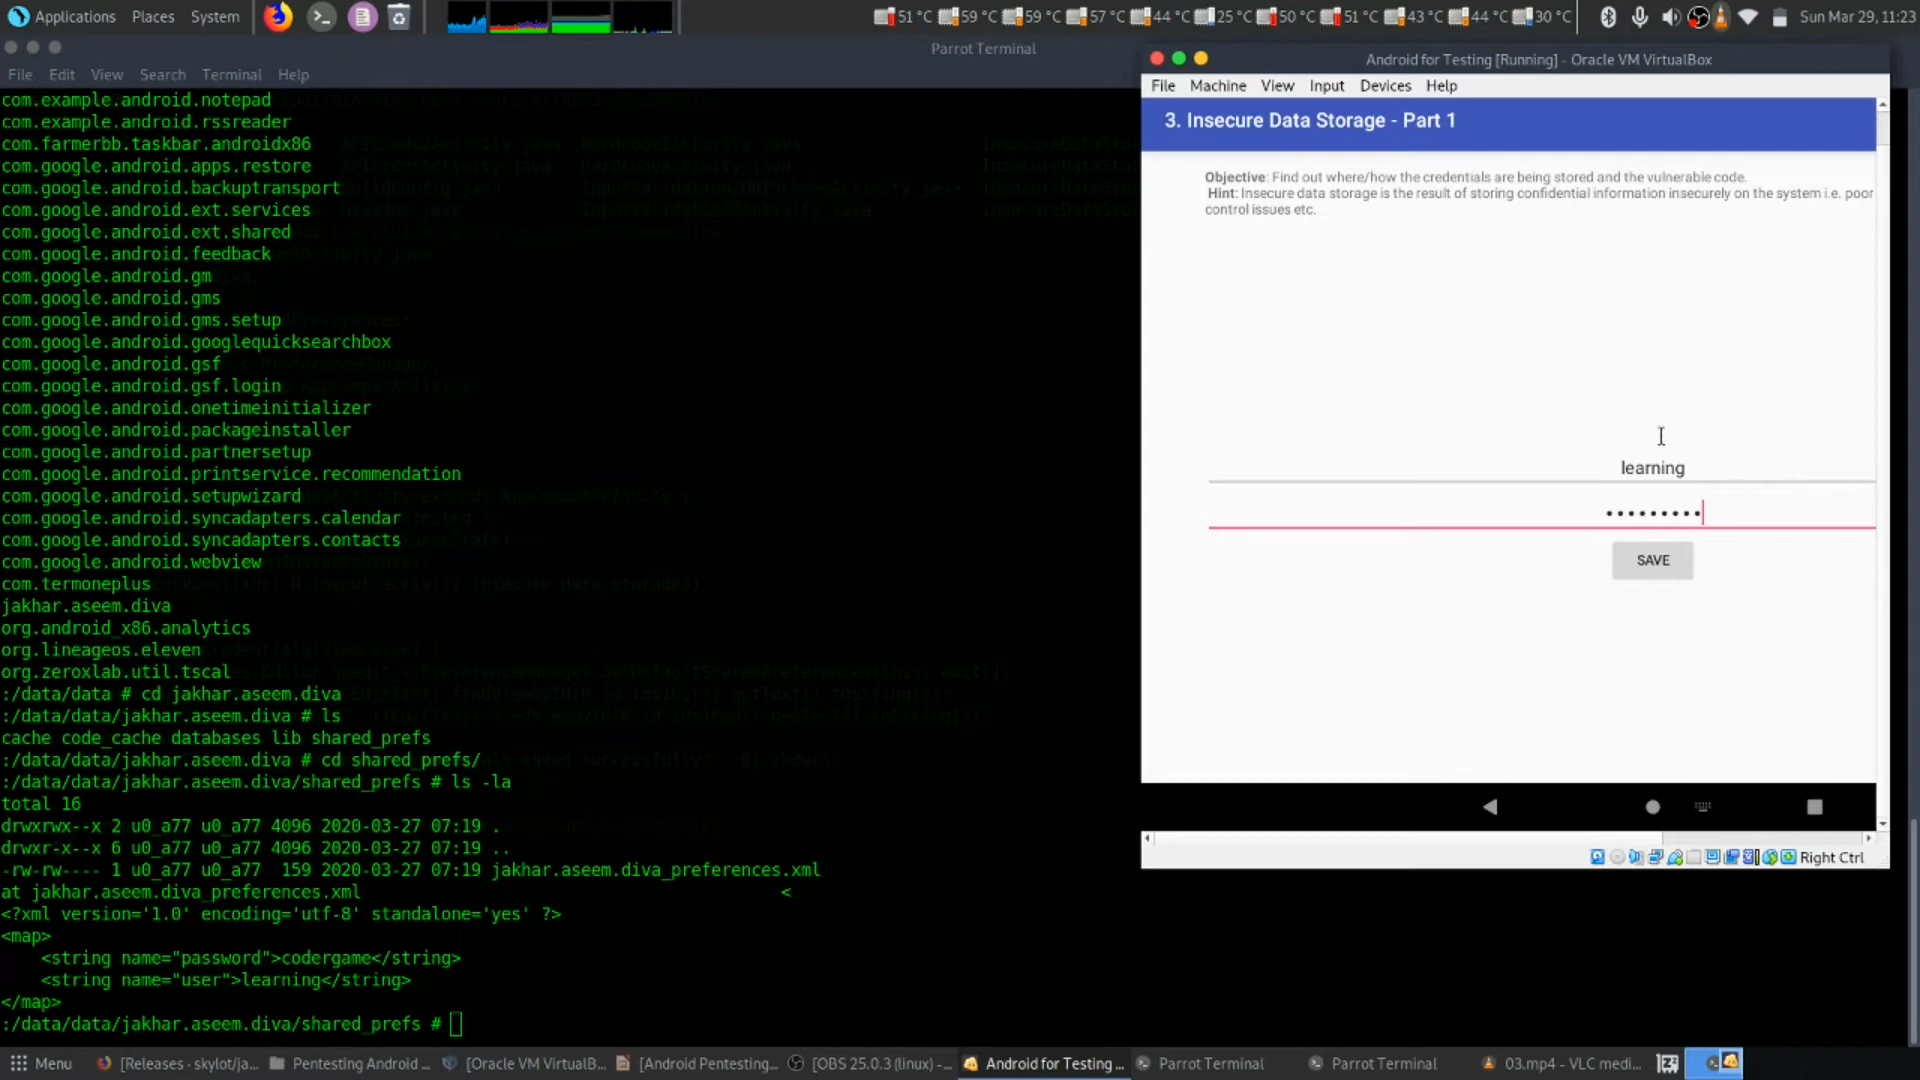 Applications Places System
51 °C 59 °C 59 °C 57 °C 44 °C 25 °C 50 °C 51 °C 43 °C 44 °C 30 °C
Sun Mar 29, 11:23
Parrot Terminal
File Edit View Search Terminal Help
com.example.android.notepad
com.example.android.rssreader
com.farmerbb.taskbar.androidx86
com.google.android.apps.restore
com.google.android.backuptransport
com.google.android.ext.services
com.google.android.ext.shared
com.google.android.feedback
com.google.android.gm
com.google.android.gms
com.google.android.gms.setup
com.google.android.googlequicksearchbox
com.google.android.gsf
com.google.android.gsf.login
com.google.android.onetimeinitializer
com.google.android.packageinstaller
com.google.android.partnersetup
com.google.android.printservice.recommendation
com.google.android.setupwizard
com.google.android.syncadapters.calendar
com.google.android.syncadapters.contacts
com.google.android.webview
com.termoneplus
jakhar.aseem.diva
org.android_x86.analytics
org.lineageos.eleven
org.zeroxlab.util.tscal
:/data/data # cd jakhar.aseem.diva
:/data/data/jakhar.aseem.diva # ls
cache code_cache databases lib shared_prefs
:/data/data/jakhar.aseem.diva # cd shared_prefs/
:/data/data/jakhar.aseem.diva/shared_prefs # ls -la
total 16
drwxrwx--x 2 u0_a77 u0_a77 4096 2020-03-27 07:19 .
drwxr-x--x 6 u0_a77 u0_a77 4096 2020-03-27 07:19 ..
-rw-rw---- 1 u0_a77 u0_a77  159 2020-03-27 07:19 jakhar.aseem.diva_preferences.xml
at jakhar.aseem.diva_preferences.xml <
<?xml version='1.0' encoding='utf-8' standalone='yes' ?>
<map>
    <string name="password">codergame</string>
    <string name="user">learning</string>
</map>
:/data/data/jakhar.aseem.diva/shared_prefs #
Android for Testing [Running] - Oracle VM VirtualBox
File Machine View Input Devices Help
3. Insecure Data Storage - Part 1
Objective: Find out where/how the credentials are being stored and the vulnerable code.
Hint: Insecure data storage is the result of storing confidential information insecurely on the system i.e. poor
control issues etc.
learning
•••••••••
SAVE
Right Ctrl
Menu [Releases - skylot/ja... Pentesting Android ... [Oracle VM VirtualB... [Android Pentesting... [OBS 25.0.3 (linux) -... Android for Testing ... Parrot Terminal Parrot Terminal 03.mp4 - VLC medi...